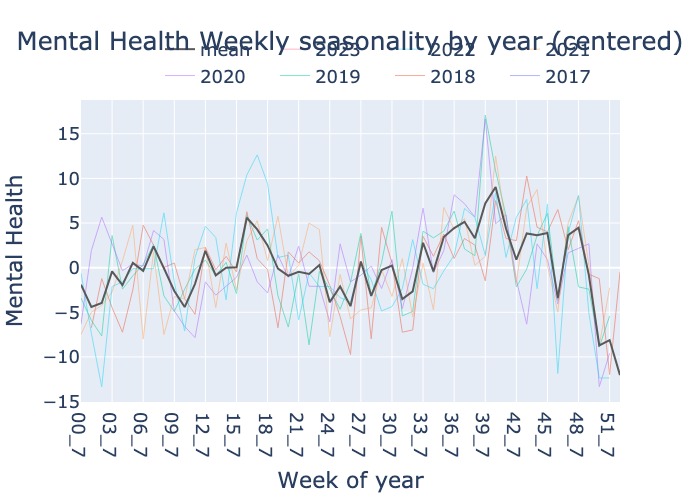 Mental Health Weekly seasonality by year (centered)
mean 2023 2022 2021
2020 2019 2018 2017
15
10
5
0
−5
−10
−15
Mental Health
00_7 03_7 06_7 09_7 12_7 15_7 18_7 21_7 24_7 27_7 30_7 33_7 36_7 39_7 42_7 45_7 48_7 51_7
Week of year